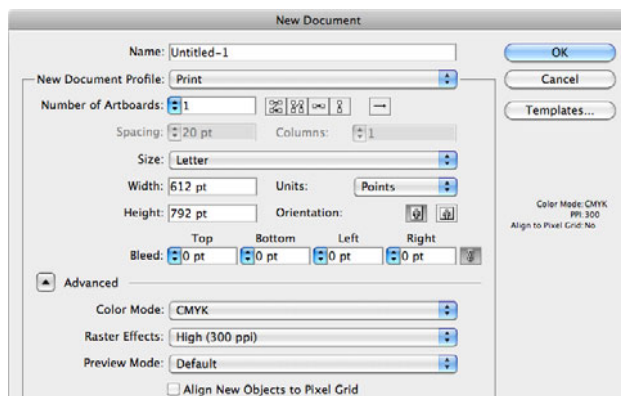 New Document
Name: Untitled-1
OK
New Document Profile: Print
Cancel
Number of Artboards: 1
Templates...
Spacing: 20 pt Columns: 1
Size: Letter
Width: 612 pt Units: Points
Height: 792 pt Orientation:
Color Mode:CMYK
PPI:300
Align to Pixel Grid:No
Top Bottom Left Right
Bleed: 0 pt 0 pt 0 pt 0 pt
Advanced
Color Mode: CMYK
Raster Effects: High (300 ppi)
Preview Mode: Default
Align New Objects to Pixel Grid